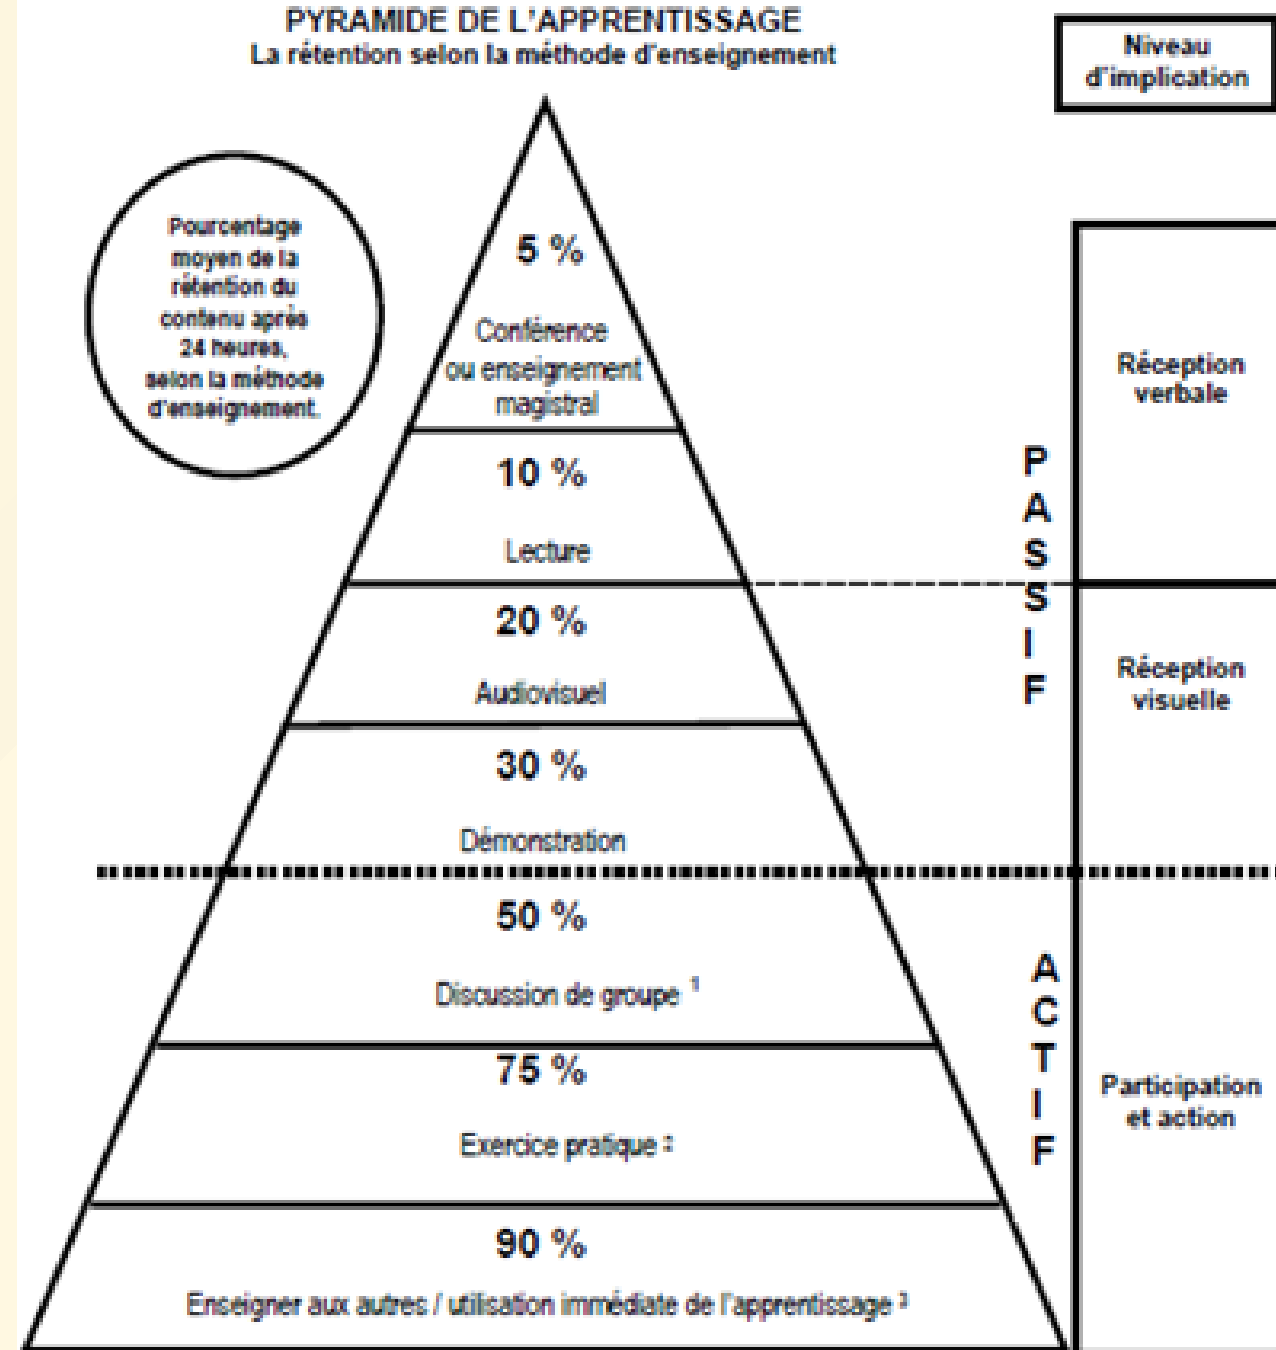 PYRAMIDE DE L'APPRENTISSAGE
La rétention selon la méthode d'enseignement
Niveau
d'implication
Pourcentage
moyen de la
rétention du
contenu après
24 heures,
selon la méthode
d'enseignement.
5 %
Conférence
ou enseignement
magistral
10 %
Lecture
20 %
Audiovisuel
30 %
Démonstration
50 %
Discussion de groupe ¹
75 %
Exercice pratique ²
90 %
Enseigner aux autres / utilisation immédiate de l'apprentissage ³
P
A
S
S
I
F
A
C
T
I
F
Réception
verbale
Réception
visuelle
Participation
et action